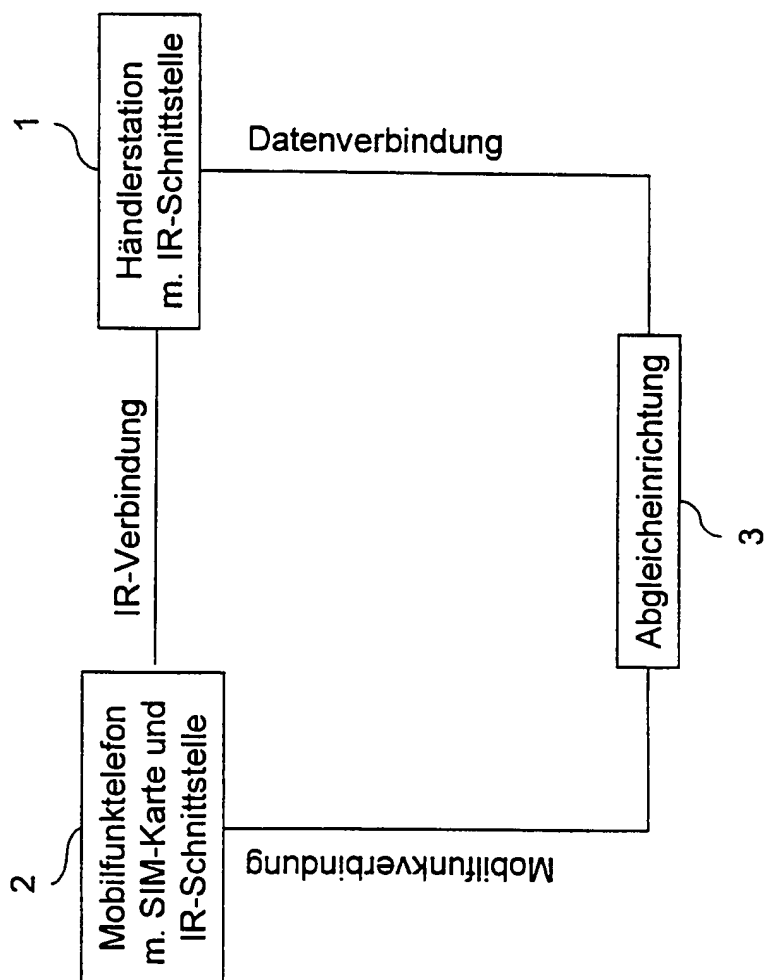 2
Mobilfunktelefon
m. SIM-Karte und
IR-Schnittstelle
IR-Verbindung
1
Händlerstation
m. IR-Schnittstelle
Mobilfunkverbindung
Datenverbindung
Abgleicheinrichtung
3